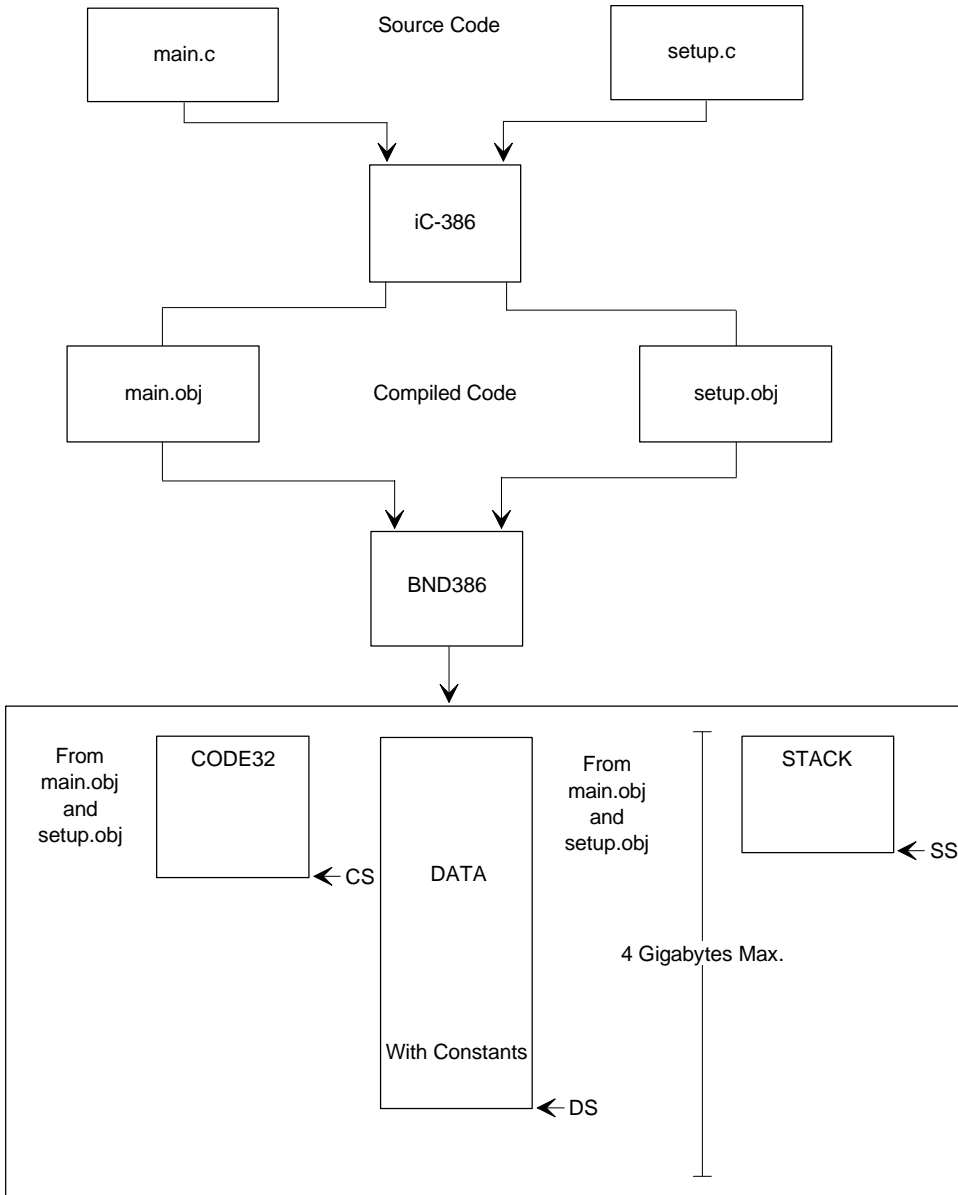 Source Code
main.c
setup.c
iC-386
main.obj
Compiled Code
setup.obj
BND386
From
main.obj
and
setup.obj
CODE32
CS
DATA
With Constants
DS
From
main.obj
and
setup.obj
4 Gigabytes Max.
STACK
SS